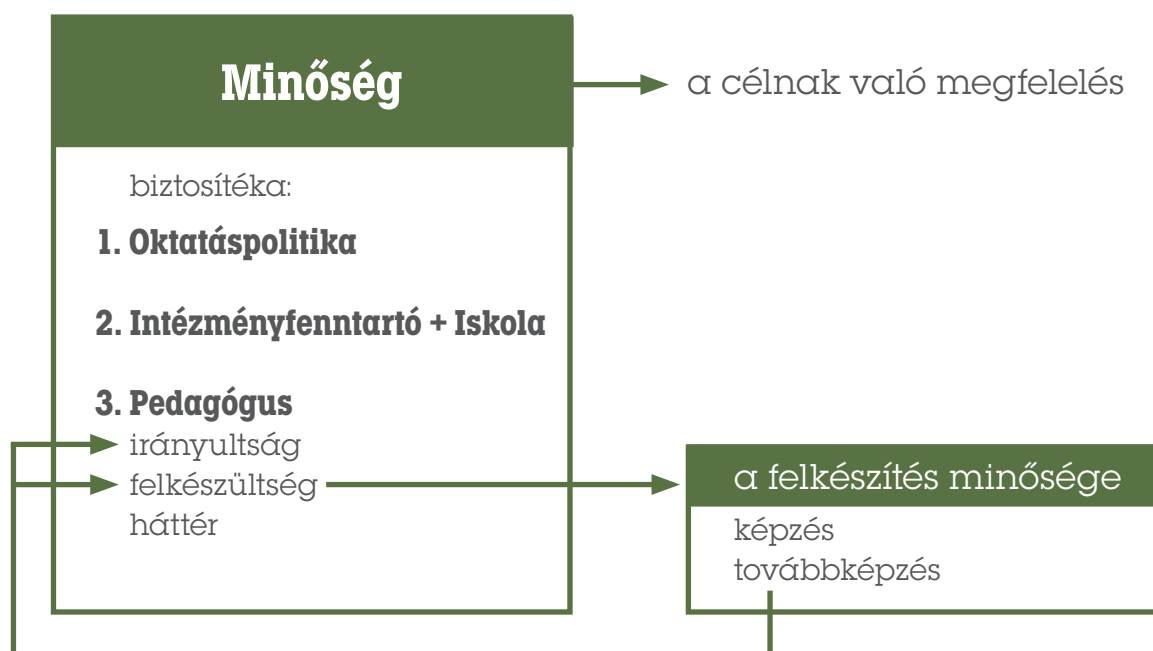 Minőség
a célnak való megfelelés
biztosítéka:
1. Oktatáspolitika
2. Intézményfenntartó + Iskola
3. Pedagógus
irányultság
felkészültség
háttér
a felkészítés minősége
képzés
továbbképzés